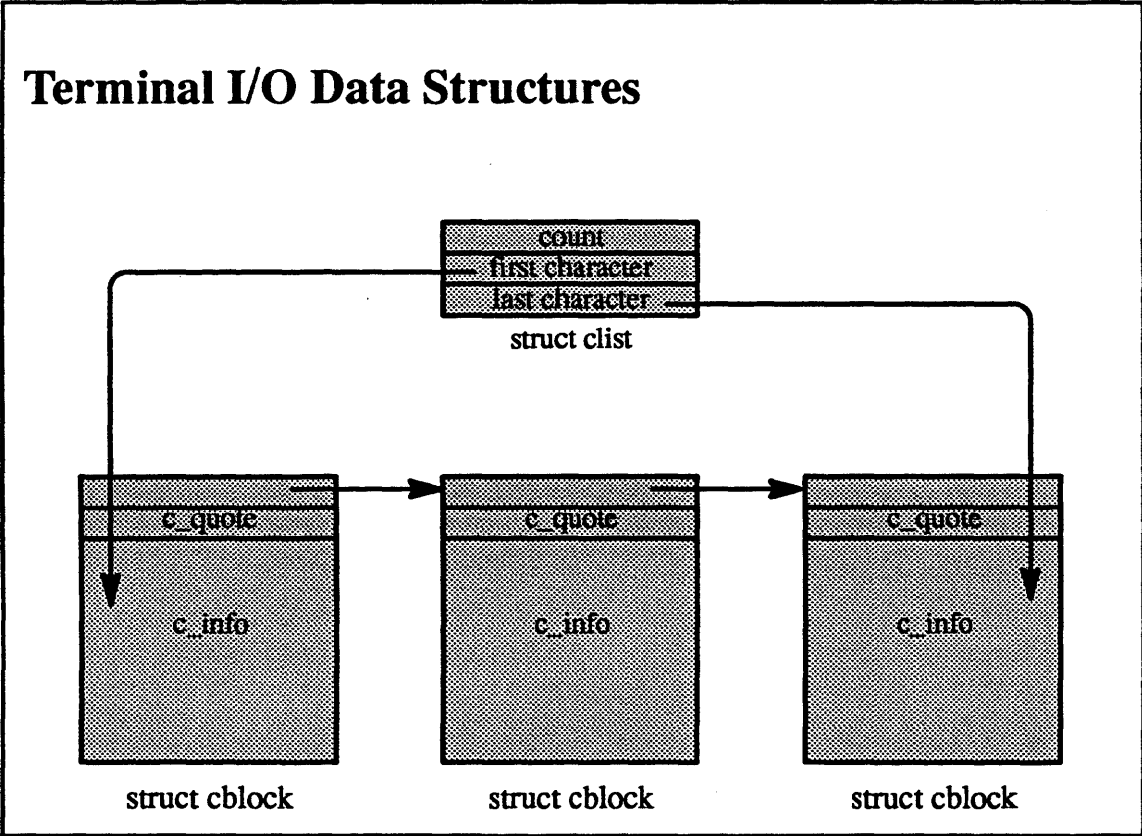 Terminal I/O Data Structures
count
first character
last character
struct clist
c_quote
c_quote
c_quote
c_info
c_info
c_info
struct cblock
struct cblock
struct cblock